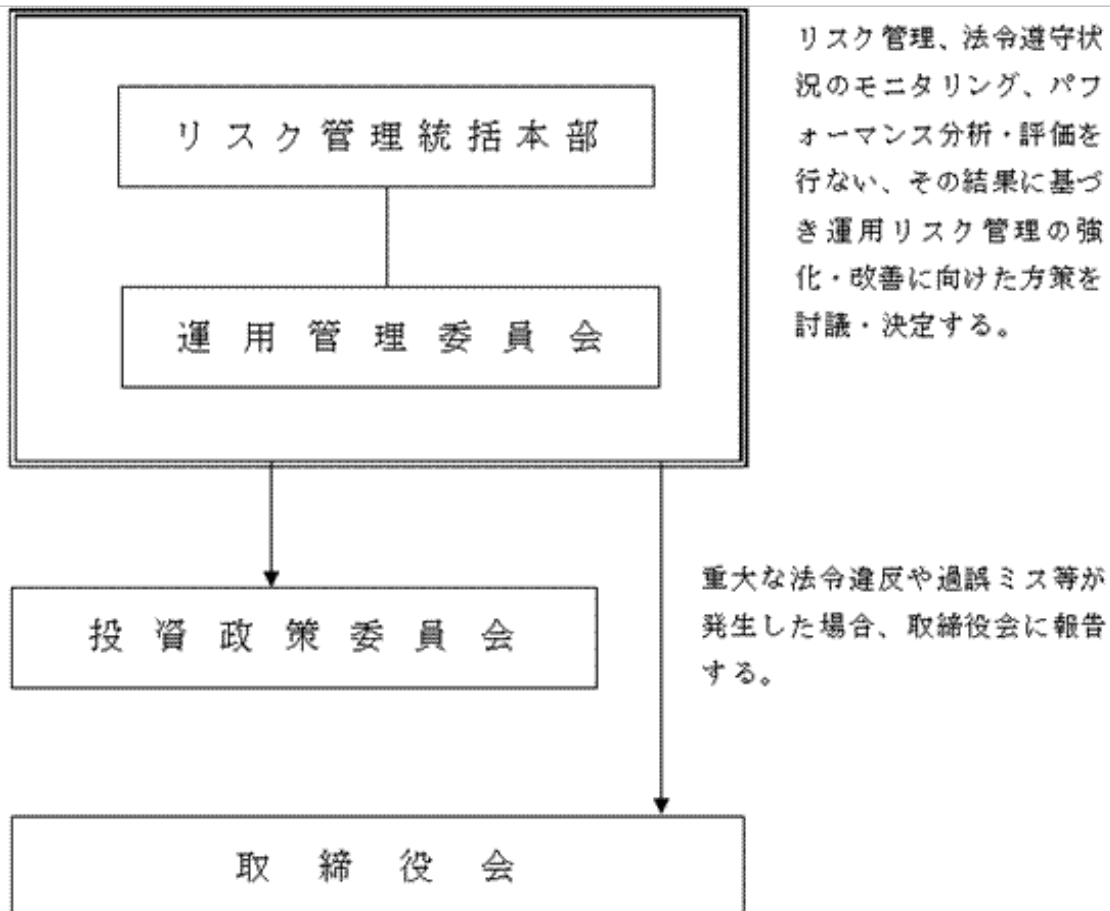 リスク管理、法令遵守状
況のモニタリング、パフ
ォーマンス分析・評価を
行ない、その結果に基づ
き運用リスク管理の強
化・改善に向けた方策を
討議・決定する。
リスク管理統括本部
運用管理委員会
重大な法令違反や過誤ミス等が
発生した場合、取締役会に報告
する。
投資政策委員会
取締役会